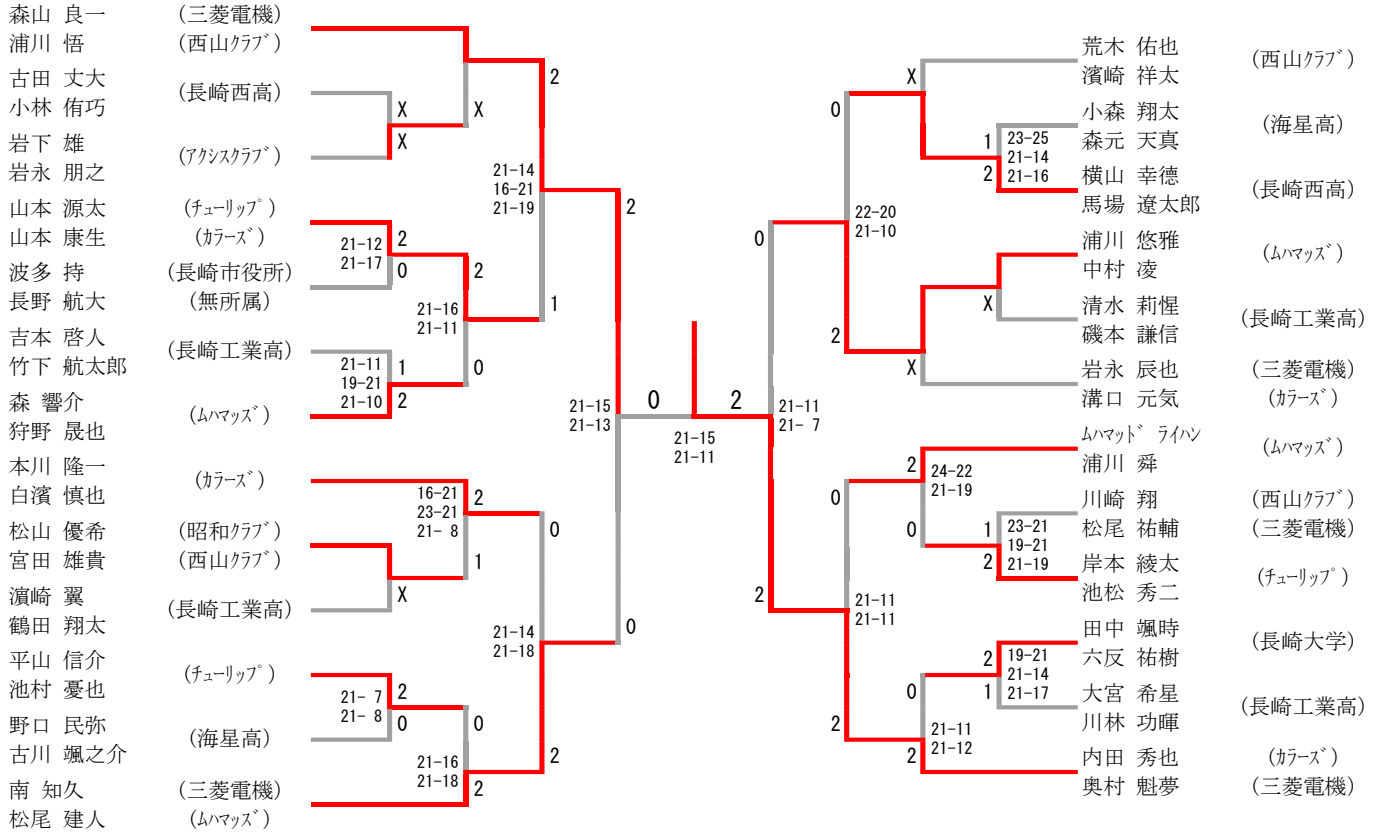 森山 良一 (三菱電機)
浦川 悟 (西山ｸﾗﾌﾞ)
古田 丈大
(長崎西高)
小林 侑巧
岩下 雄
(ｱｸｼｽｸﾗﾌﾞ)
岩永 朋之
山本 源太 (ﾁｭｰﾘｯﾌﾟ)
山本 康生 (ｶﾗｰｽﾞ)
波多 持 (長崎市役所)
長野 航大 (無所属)
吉本 啓人
(長崎工業高)
竹下 航太郎
森 響介
(ﾑﾊﾏｯｽﾞ)
狩野 晟也
本川 隆一
(ｶﾗｰｽﾞ)
白濱 慎也
松山 優希 (昭和ｸﾗﾌﾞ)
宮田 雄貴 (西山ｸﾗﾌﾞ)
濵崎 翼
(長崎工業高)
鶴田 翔太
平山 信介
(ﾁｭｰﾘｯﾌﾟ)
池村 憂也
野口 民弥
(海星高)
古川 颯之介
南 知久 (三菱電機)
松尾 建人 (ﾑﾊﾏｯｽﾞ)
X
X
21-12
21-17
2
0
21-11
19-21
21-10
1
2
X
21- 7
21- 8
2
0
X
2
21-16
21-11
0
16-21
23-21
21- 8
2
1
0
21-16
21-18
2
2
21-14
16-21
21-19
1
0
21-14
21-18
2
2
21-15
21-13
0
0
21-15
21-11
2
0
21-11
21- 7
2
0
22-20
21-10
2
0
21-11
21-11
2
X
X
2
24-22
21-19
0
0
21-11
21-12
2
1
23-25
21-14
21-16
2
X
1
23-21
19-21
21-19
2
2
19-21
21-14
21-17
1
荒木 佑也
(西山ｸﾗﾌﾞ)
濱崎 祥太
小森 翔太
(海星高)
森元 天真
横山 幸德
(長崎西高)
馬場 遼太郎
浦川 悠雅
(ﾑﾊﾏｯｽﾞ)
中村 凌
清水 莉惺
(長崎工業高)
磯本 謙信
岩永 辰也 (三菱電機)
溝口 元気 (ｶﾗｰｽﾞ)
ﾑﾊﾏｯﾄﾞ ﾗｲﾊﾝ
(ﾑﾊﾏｯｽﾞ)
浦川 舜
川崎 翔 (西山ｸﾗﾌﾞ)
松尾 祐輔 (三菱電機)
岸本 綾太
(ﾁｭｰﾘｯﾌﾟ)
池松 秀二
田中 颯時
(長崎大学)
六反 祐樹
大宮 希星
(長崎工業高)
川林 功暉
内田 秀也 (ｶﾗｰｽﾞ)
奥村 魁夢 (三菱電機)